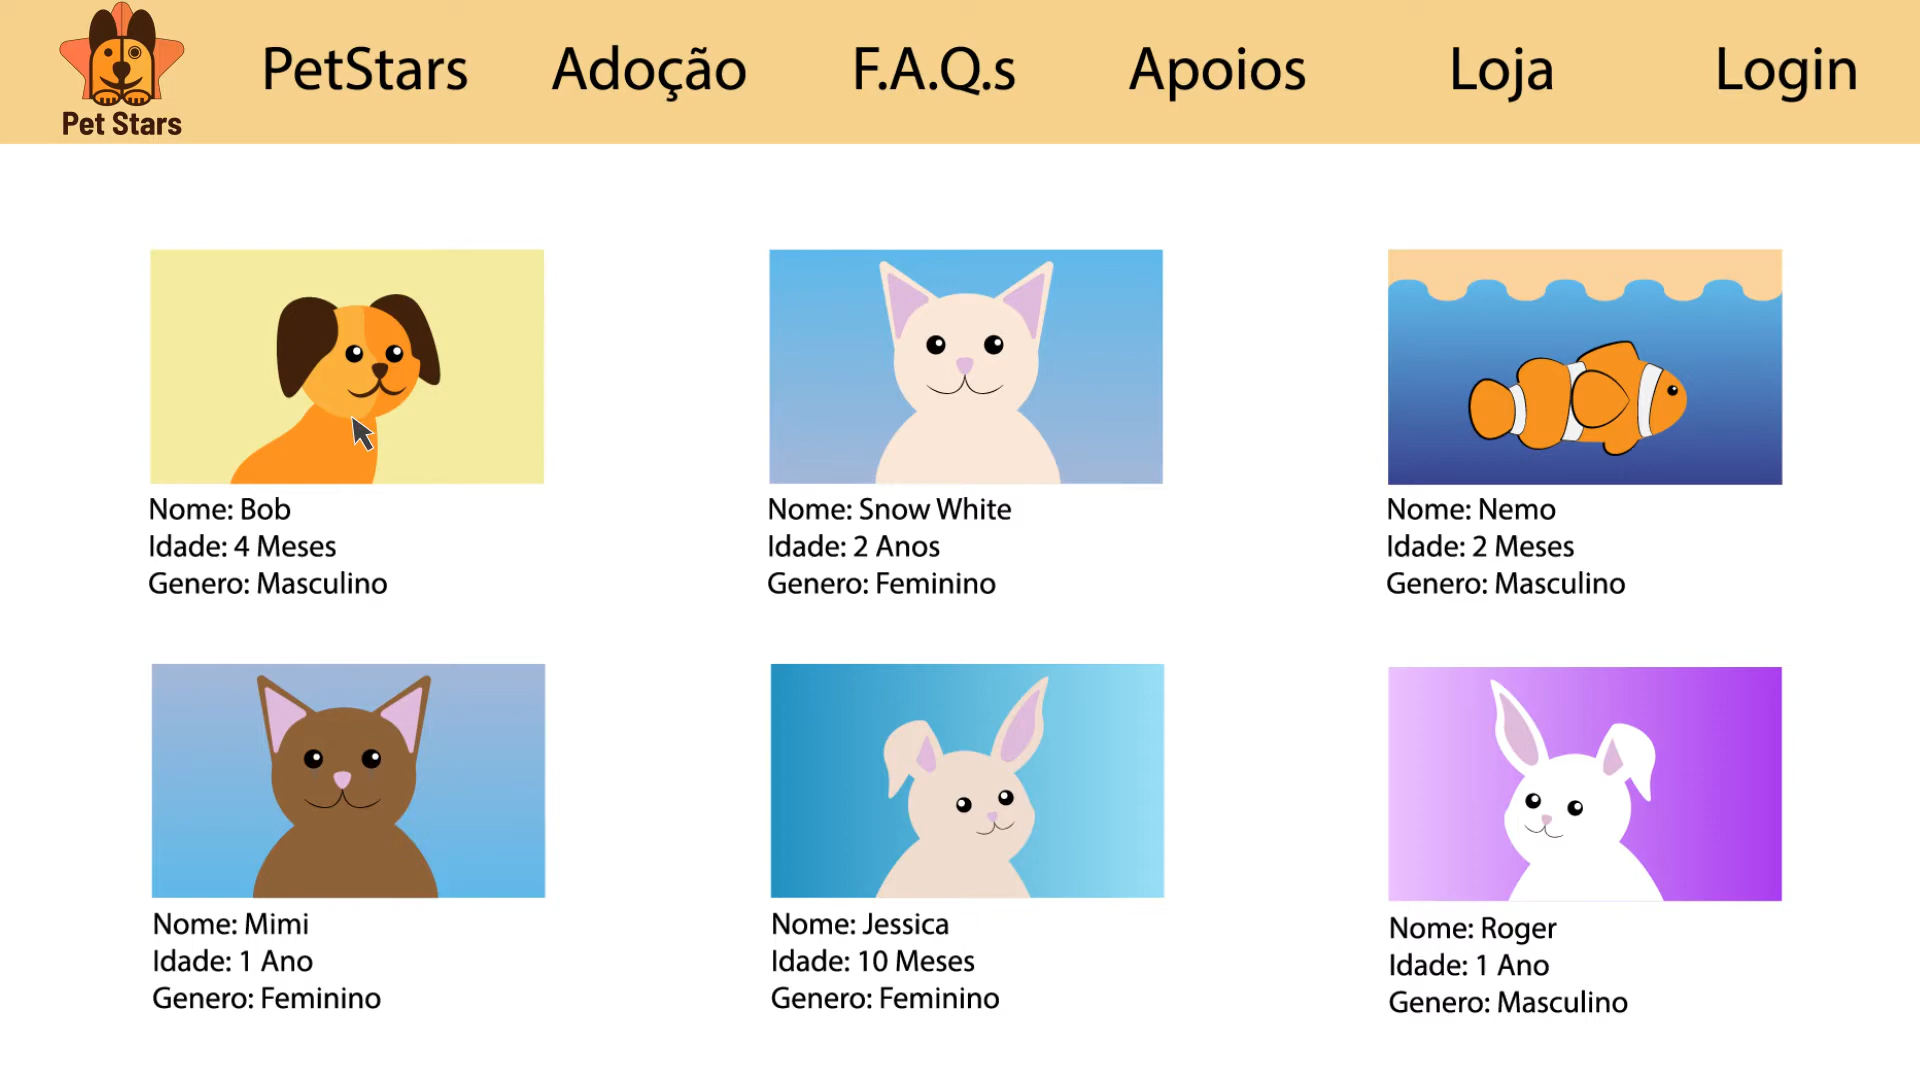 Pet Stars
PetStars
Adoção
F.A.Q.s
Apoios
Loja
Login
Nome: Bob
Idade: 4 Meses
Genero: Masculino
Nome: Snow White
Idade: 2 Anos
Genero: Feminino
Nome: Nemo
Idade: 2 Meses
Genero: Masculino
Nome: Mimi
Idade: 1 Ano
Genero: Feminino
Nome: Jessica
Idade: 10 Meses
Genero: Feminino
Nome: Roger
Idade: 1 Ano
Genero: Masculino